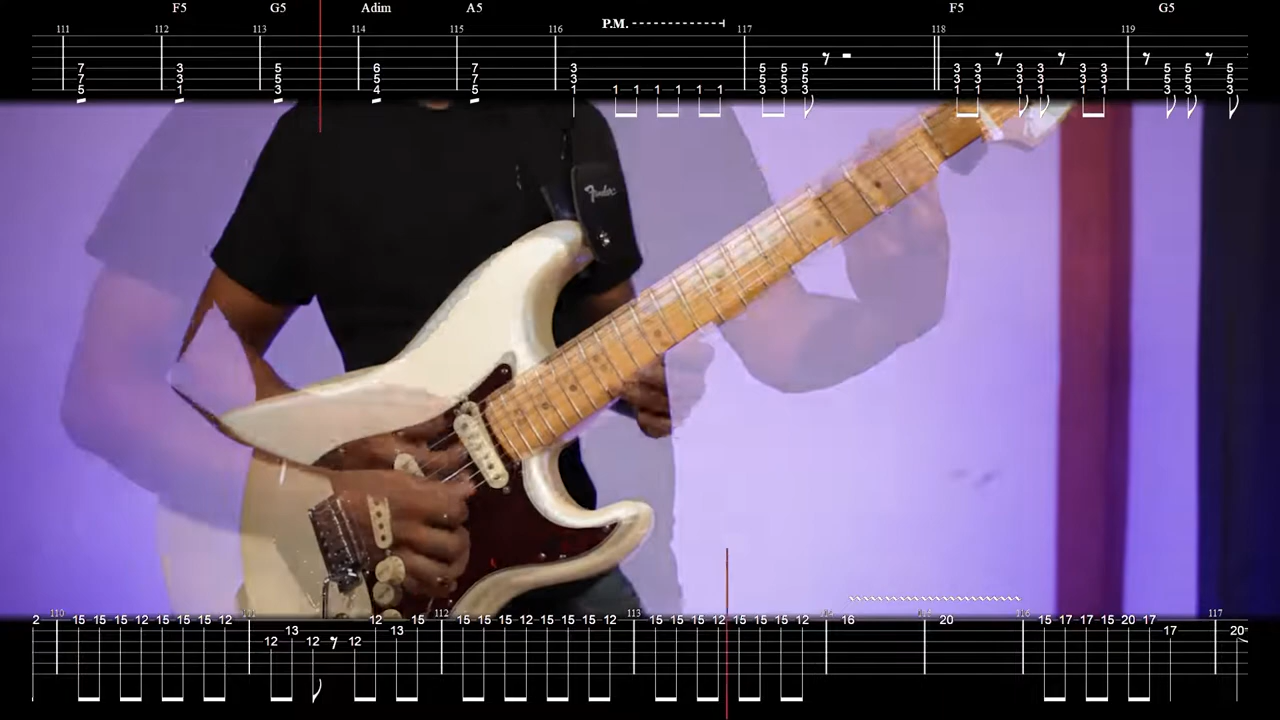 F5 G5 Adim A5 F5 G5
P.M.
111 112 113 114 115 116 117 118 119
7 3 5 6 7 3 5 5 5 3 3 3 3 3 3 5 5 5
7 3 5 5 7 3 5 5 5 3 3 3 3 3 3 5 5 5
5 1 3 4 5 1 1 1 1 1 1 1 3 3 3 1 1 1 1 1 1 3 3 3
Fender
110 112 113 116 117
2 15 15 15 12 15 15 15 12 12 15 15 15 15 12 15 15 15 12 15 15 12 15 15 12 16 20 15 17 17 15 20 17
13 13 17 20
12 12 12